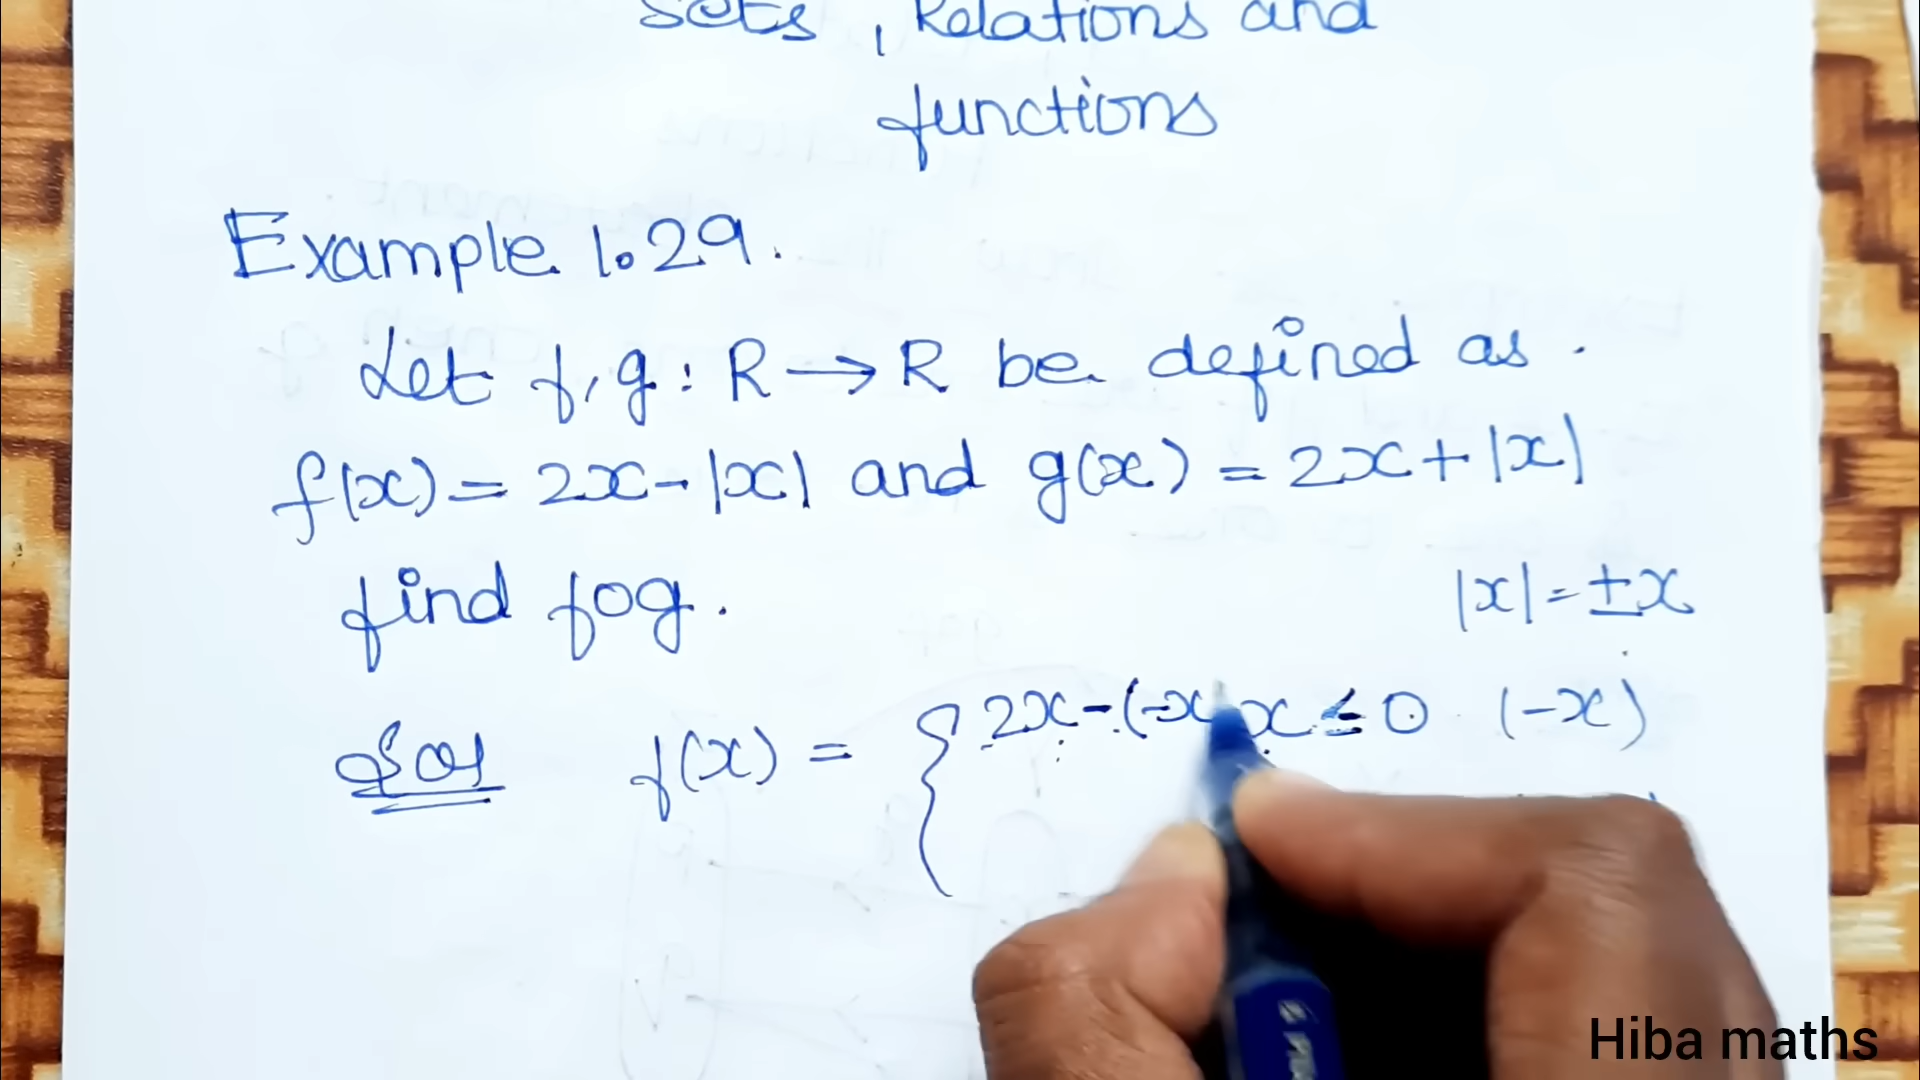 Sets, Relations and
functions
Example 1.29.
Let f, g : R → R be defined as.
f(x) = 2x - |x| and g(x) = 2x + |x|
find fog.
|x| = ±x
Sol f(x) = { 2x - (-x) x ≤ 0 (-x)
Hiba maths